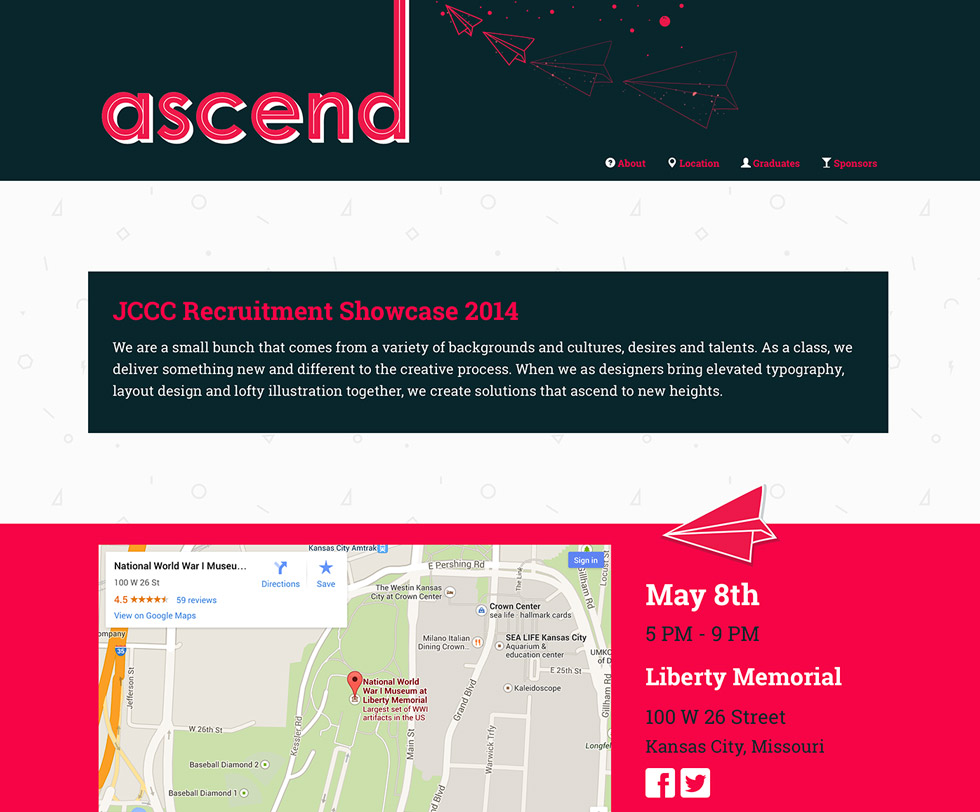 ascend
About
Location
Graduates
Sponsors
JCCC Recruitment Showcase 2014
We are a small bunch that comes from a variety of backgrounds and cultures, desires and talents. As a class, we
deliver something new and different to the creative process. When we as designers bring elevated typography,
layout design and lofty illustration together, we create solutions that ascend to new heights.
National World War I Museu...
100 W 26 St
4.5
59 reviews
View on Google Maps
Directions
Save
Sign in
Kansas City Amtrak
E Pershing Rd
The Link
Gillham Rd
Locust St
The Westin Kansas
City at Crown Center
Crown Center
sea life · hallmark cards
Milano Italian
Dining Crown...
SEA LIFE Kansas City
Aquarium &
education center
UMKC
of D
ompany
35
E 25th St
Kaleidoscope
Jefferson St
National World
War I Museum at
Liberty Memorial
Largest set of WWI
artifacts in the US
Grand Blvd
Gillham Rd
W 26th St
Kessler Rd
Main St
Warwick Trfy
Longfel
Baseball Diamond 2
Baseball Diamond 1
Blvd
May 8th
5 PM - 9 PM
Liberty Memorial
100 W 26 Street
Kansas City, Missouri